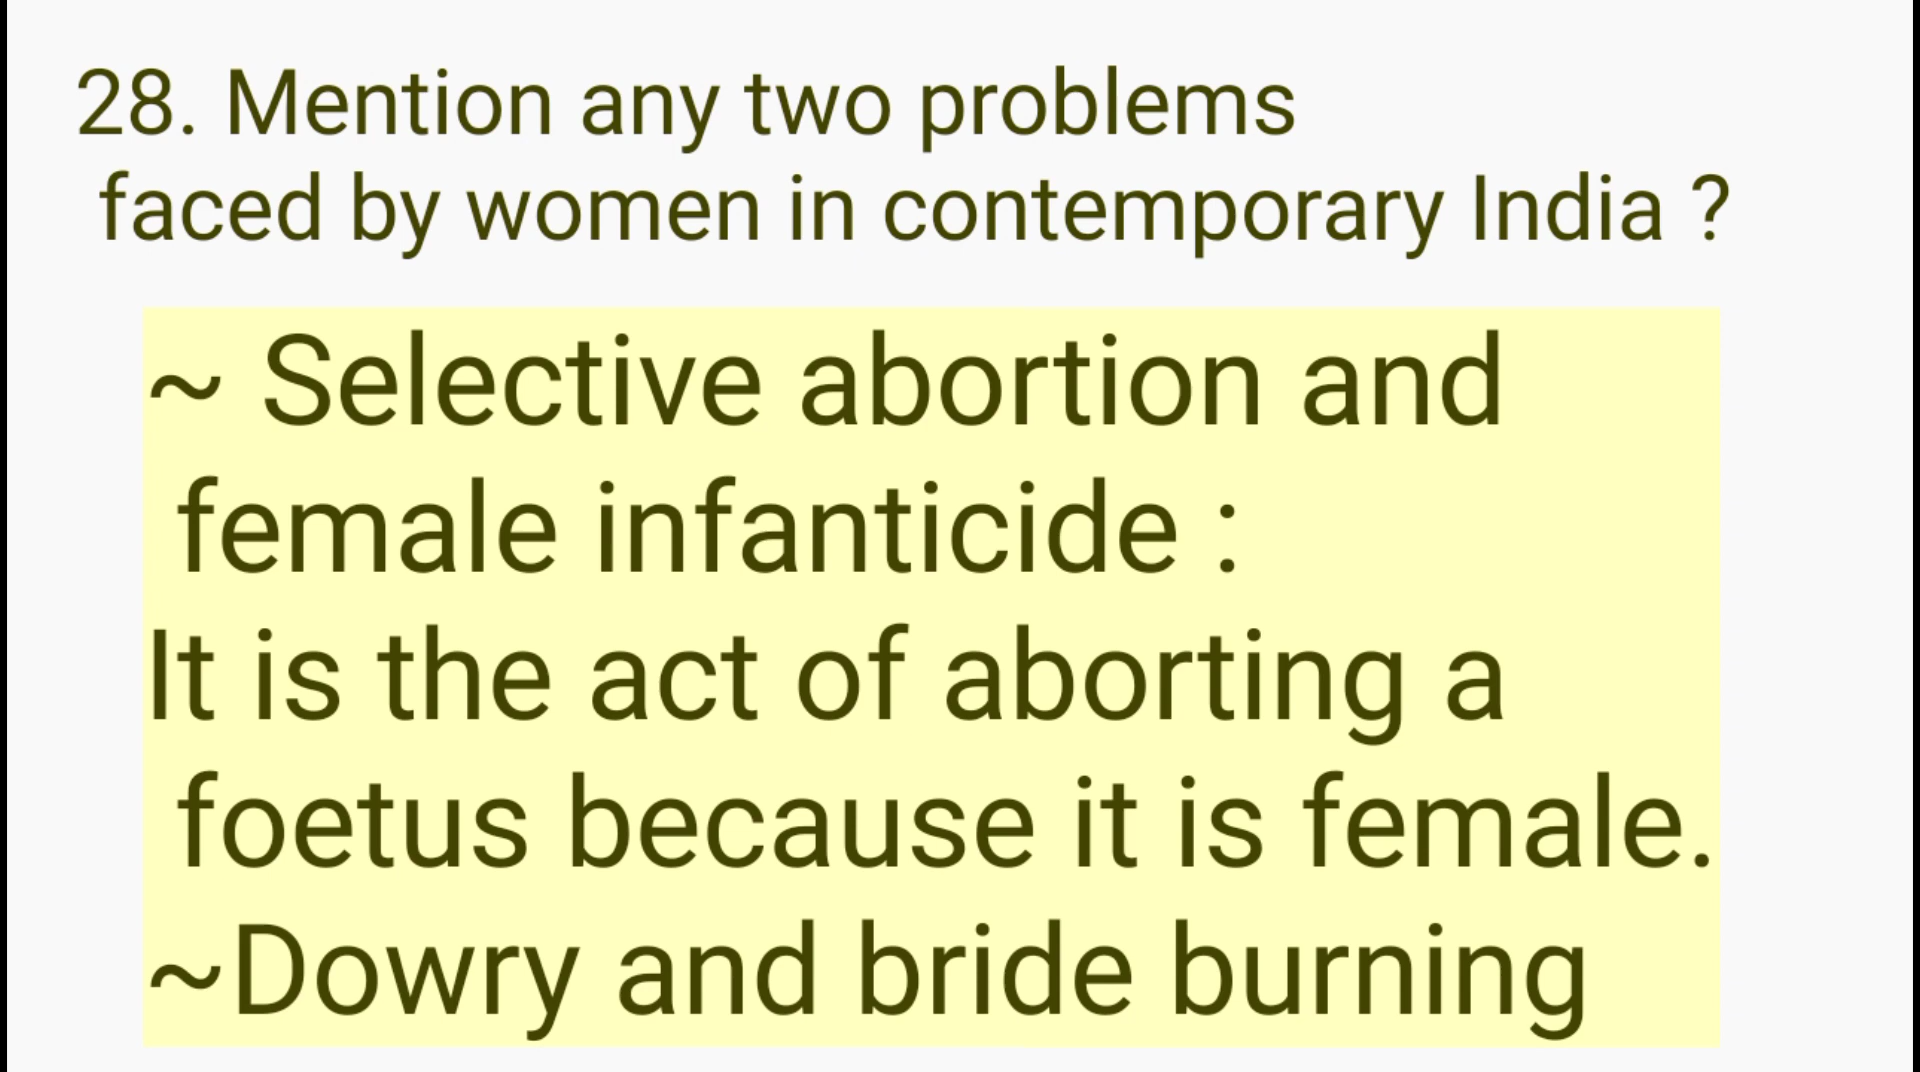 28. Mention any two problems
faced by women in contemporary India ?
~ Selective abortion and
female infanticide :
It is the act of aborting a
foetus because it is female.
~Dowry and bride burning